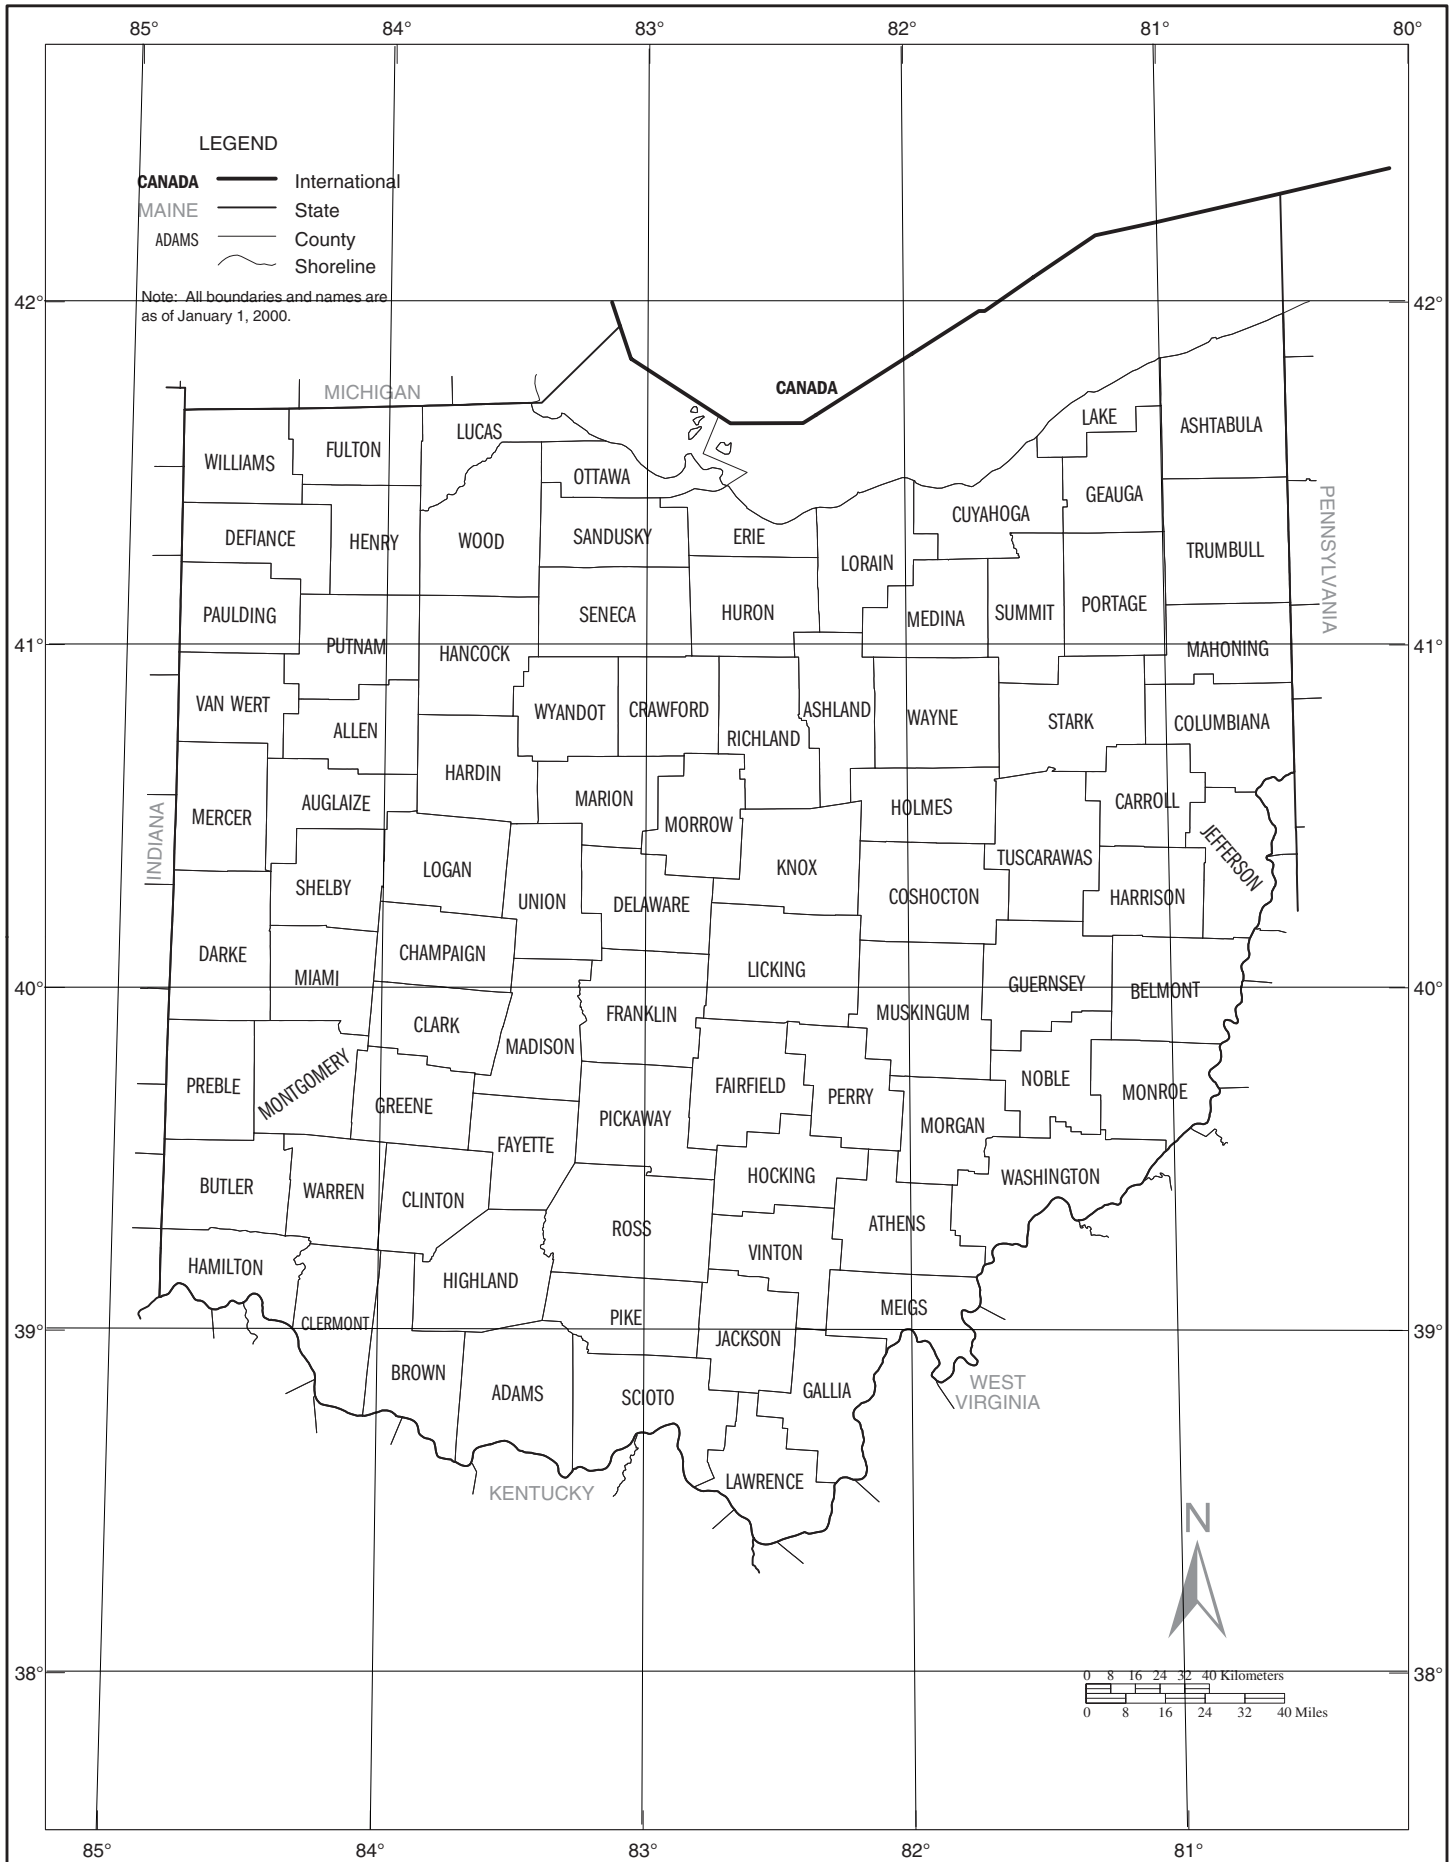 85° 84° 83° 82° 81° 80°
LEGEND
CANADA International
MAINE State
ADAMS County
Shoreline
Note: All boundaries and names are
as of January 1, 2000.
42° 42°
CANADA
MICHIGAN
LAKE
ASHTABULA
LUCAS
FULTON
WILLIAMS
OTTAWA
GEAUGA
PENNSYLVANIA
CUYAHOGA
DEFIANCE
HENRY
WOOD
SANDUSKY
ERIE
LORAIN
TRUMBULL
PAULDING
SENECA
HURON
MEDINA
SUMMIT
PORTAGE
41° 41°
PUTNAM
HANCOCK
MAHONING
VAN WERT
ALLEN
WYANDOT
CRAWFORD
RICHLAND
ASHLAND
WAYNE
STARK
COLUMBIANA
HARDIN
INDIANA
MERCER
AUGLAIZE
MARION
MORROW
HOLMES
CARROLL
JEFFERSON
LOGAN
KNOX
TUSCARAWAS
SHELBY
UNION
DELAWARE
COSHOCTON
HARRISON
DARKE
MIAMI
CHAMPAIGN
LICKING
GUERNSEY
BELMONT
40° 40°
CLARK
FRANKLIN
MUSKINGUM
MADISON
PREBLE
MONTGOMERY
GREENE
PICKAWAY
FAIRFIELD
PERRY
NOBLE
MONROE
MORGAN
FAYETTE
BUTLER
WARREN
CLINTON
HOCKING
WASHINGTON
ROSS
ATHENS
VINTON
HAMILTON
HIGHLAND
CLERMONT
PIKE
MEIGS
39° 39°
JACKSON
BROWN
ADAMS
SCIOTO
GALLIA
WEST
VIRGINIA
LAWRENCE
KENTUCKY
N
38° 38°
0 8 16 24 32 40 Kilometers
0 8 16 24 32 40 Miles
85° 84° 83° 82° 81°